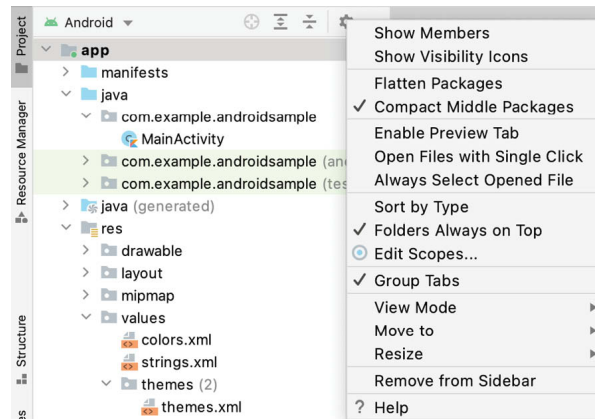 Project
Resource Manager
Structure
Android
app
manifests
java
com.example.androidsample
MainActivity
com.example.androidsample
com.example.androidsample
java (generated)
res
drawable
layout
mipmap
values
colors.xml
strings.xml
themes (2)
themes.xml
Show Members
Show Visibility Icons
Flatten Packages
Compact Middle Packages
Enable Preview Tab
Open Files with Single Click
Always Select Opened File
Sort by Type
Folders Always on Top
Edit Scopes...
Group Tabs
View Mode
Move to
Resize
Remove from Sidebar
? Help